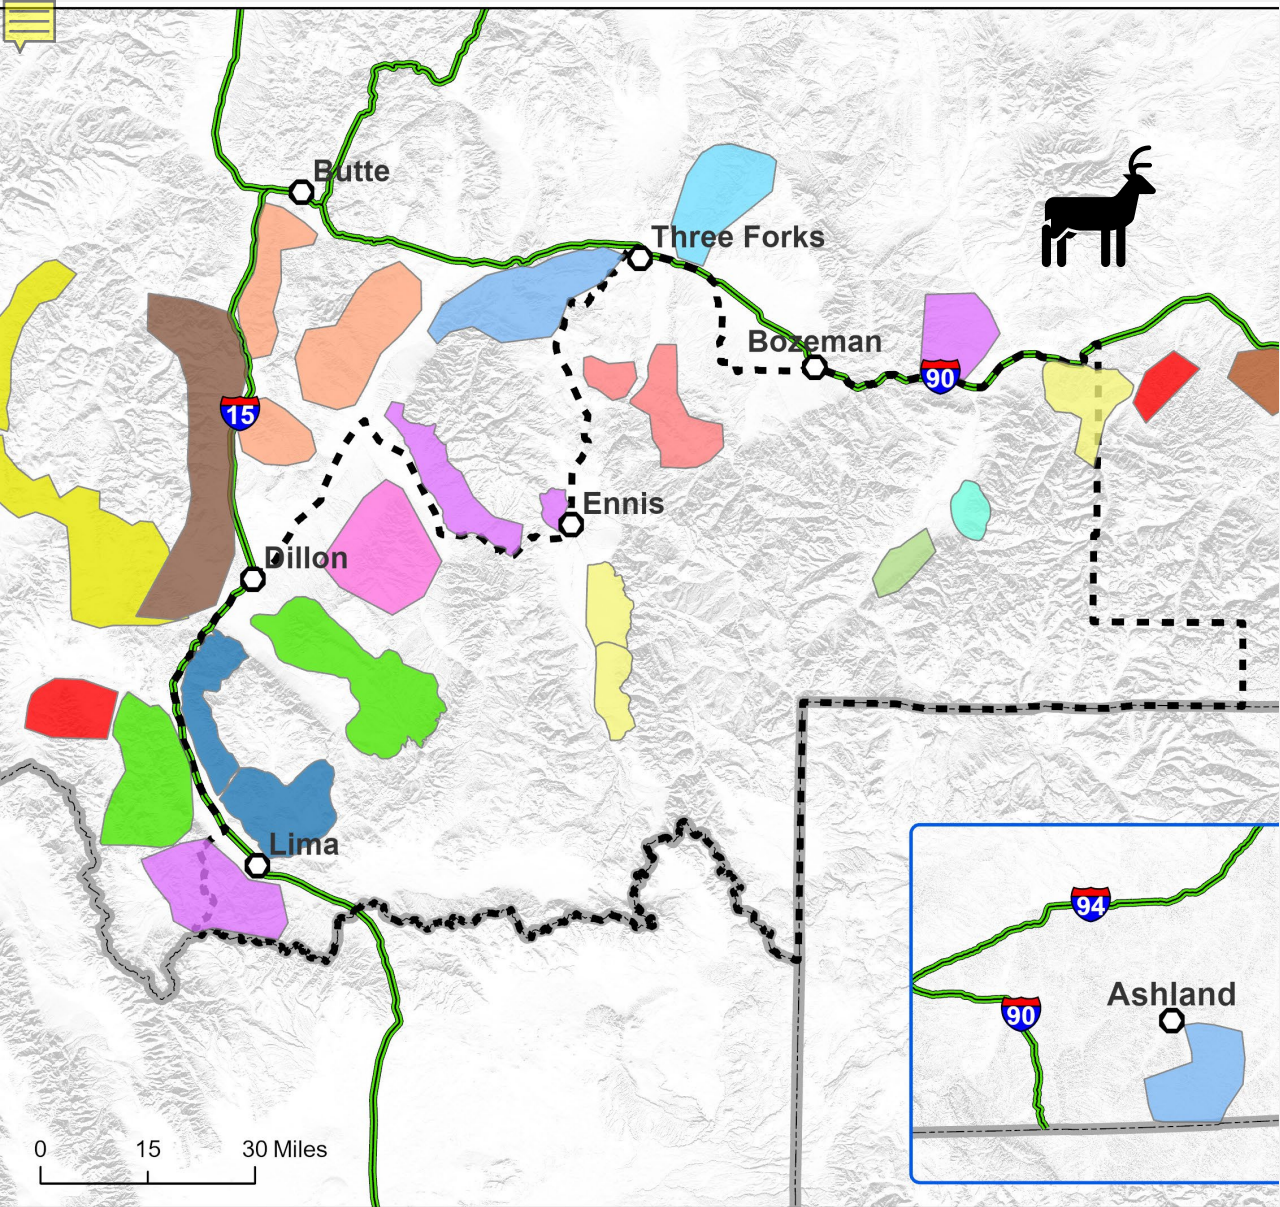 Butte
Three Forks
Bozeman
90
15
Ennis
Dillon
Lima
94
Ashland
90
0 15 30 Miles